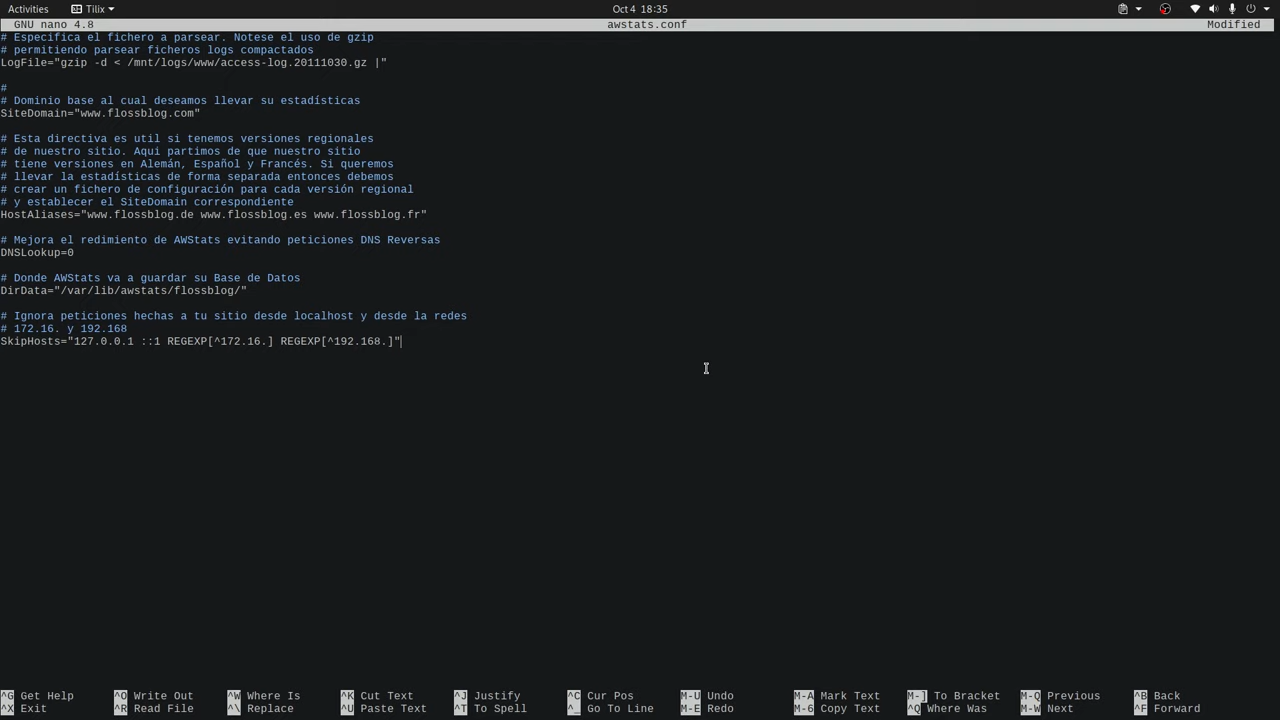 Activities Tilix Oct 4 18:35
GNU nano 4.8 awstats.conf Modified
# Especifica el fichero a parsear. Notese el uso de gzip
# permitiendo parsear ficheros logs compactados
LogFile="gzip -d < /mnt/logs/www/access-log.20111030.gz |"
#
# Dominio base al cual deseamos llevar su estadísticas
SiteDomain="www.flossblog.com"
# Esta directiva es util si tenemos versiones regionales
# de nuestro sitio. Aqui partimos de que nuestro sitio
# tiene versiones en Alemán, Español y Francés. Si queremos
# llevar la estadísticas de forma separada entonces debemos
# crear un fichero de configuración para cada versión regional
# y establecer el SiteDomain correspondiente
HostAliases="www.flossblog.de www.flossblog.es www.flossblog.fr"
# Mejora el redimiento de AWStats evitando peticiones DNS Reversas
DNSLookup=0
# Donde AWStats va a guardar su Base de Datos
DirData="/var/lib/awstats/flossblog/"
# Ignora peticiones hechas a tu sitio desde localhost y desde la redes
# 172.16. y 192.168
SkipHosts="127.0.0.1 ::1 REGEXP[^172.16.] REGEXP[^192.168.]"
^G Get Help ^O Write Out ^W Where Is ^K Cut Text ^J Justify ^C Cur Pos M-U Undo M-A Mark Text M-] To Bracket M-Q Previous ^B Back
^X Exit ^R Read File ^\ Replace ^U Paste Text ^T To Spell ^_ Go To Line M-E Redo M-6 Copy Text ^Q Where Was M-W Next ^F Forward